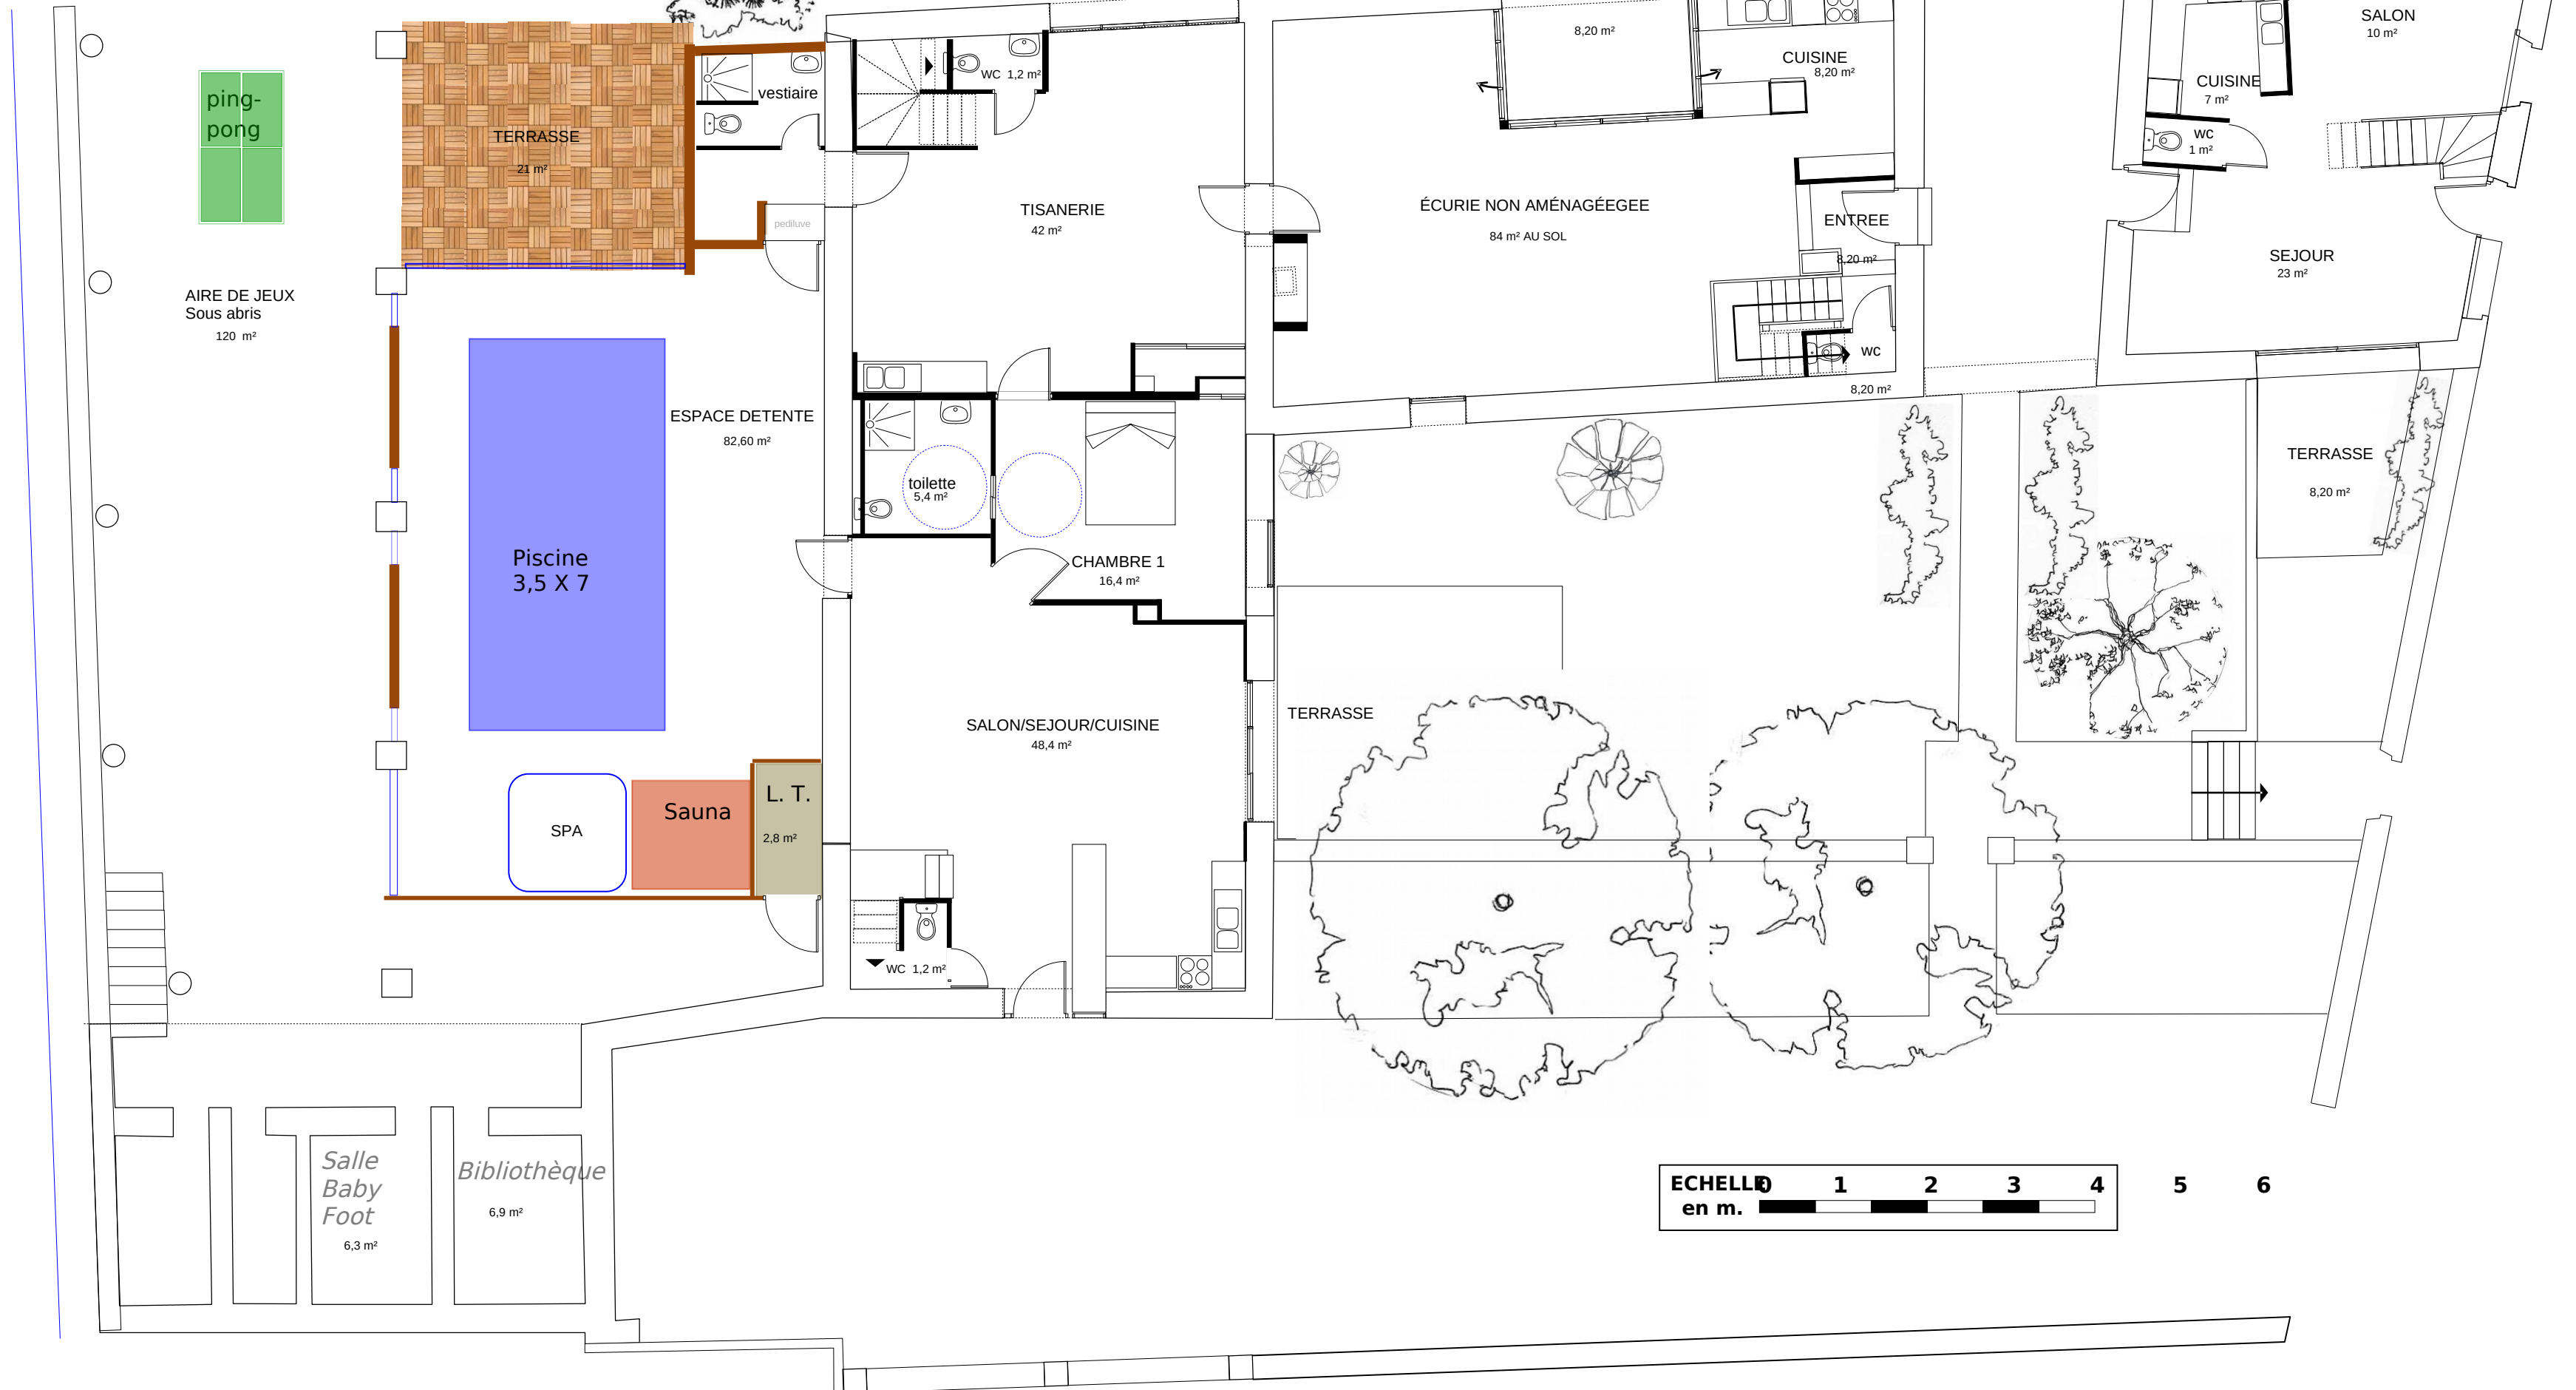 ping-
pong
TERRASSE
21 m²
vestiaire
pediluve
AIRE DE JEUX
Sous abris
120 m²
ESPACE DETENTE
82,60 m²
Piscine
3,5 X 7
SPA
Sauna
L. T.
2,8 m²
WC 1,2 m²
TISANERIE
42 m²
toilette
5,4 m²
CHAMBRE 1
16,4 m²
SALON/SEJOUR/CUISINE
48,4 m²
WC 1,2 m²
8,20 m²
CUISINE
8,20 m²
ÉCURIE NON AMÉNAGÉEGEE
84 m² AU SOL
ENTREE
8,20 m²
wc
8,20 m²
SALON
10 m²
CUISINE
7 m²
wc
1 m²
SEJOUR
23 m²
TERRASSE
8,20 m²
TERRASSE
Salle
Baby
Foot
6,3 m²
Bibliothèque
6,9 m²
ECHELLE 0 1 2 3 4 5 6
en m.